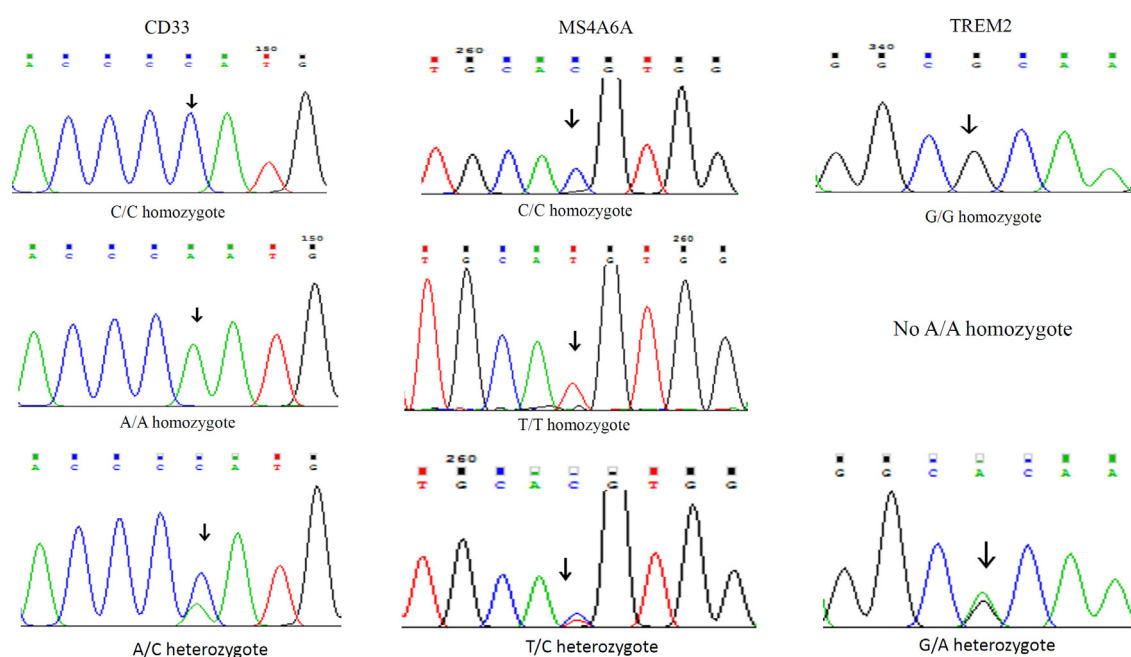 CD33
MS4A6A
TREM2
150
A C C C C A T G
C/C homozygote
260
T G C A C G T G G
C/C homozygote
340
G G C G C A A
G/G homozygote
150
A C C C A A T G
A/A homozygote
260
T G C A T G T G G
T/T homozygote
No A/A homozygote
A C C C C A T G
A/C heterozygote
260
T G C A C G T G G
T/C heterozygote
G G C A C A A
G/A heterozygote